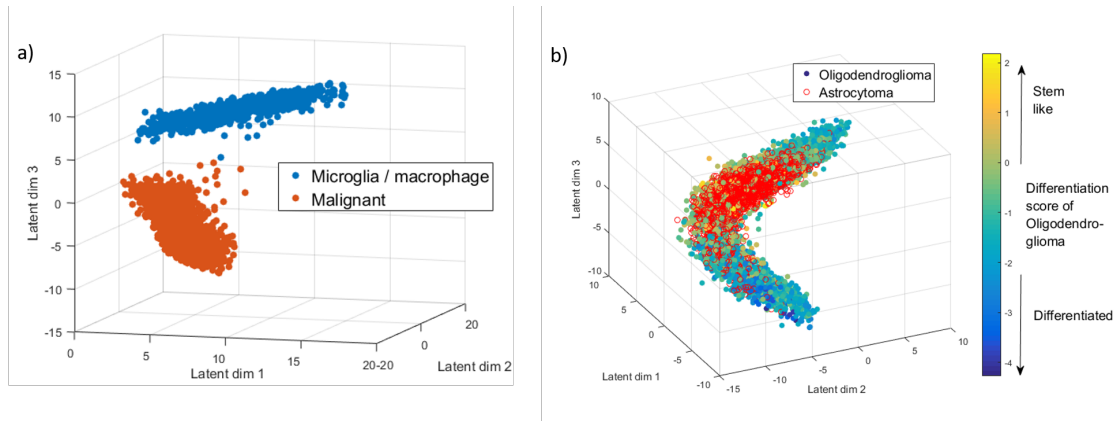 a)
15
10
5
0
-5
-10
-15
Latent dim 3
0
5
10
15
20
-20
0
20
Latent dim 1
Latent dim 2
Microglia / macrophage
Malignant
b)
10
5
0
-5
-10
Latent dim 3
10
5
0
-5
-10
Latent dim 1
-15
-10
-5
0
5
10
Latent dim 2
Oligodendroglioma
Astrocytoma
2
1
0
-1
-2
-3
-4
Stem
like
Differentiation
score of
Oligodendro-
glioma
Differentiated